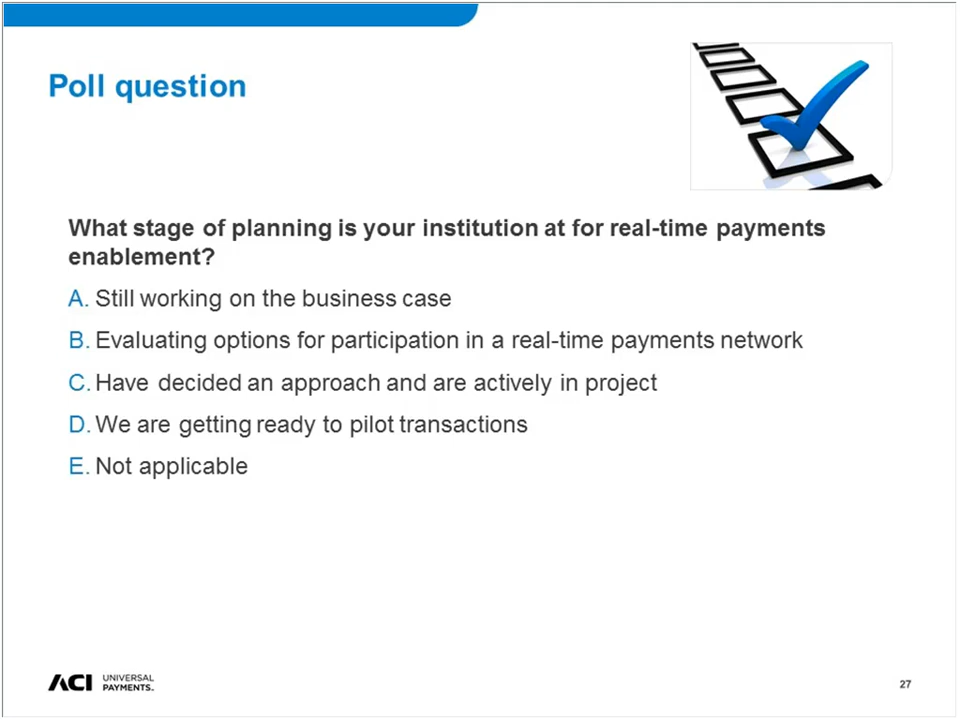 Poll question
What stage of planning is your institution at for real-time payments
enablement?
A. Still working on the business case
B. Evaluating options for participation in a real-time payments network
C. Have decided an approach and are actively in project
D. We are getting ready to pilot transactions
E. Not applicable
ACI UNIVERSAL
PAYMENTS.
27